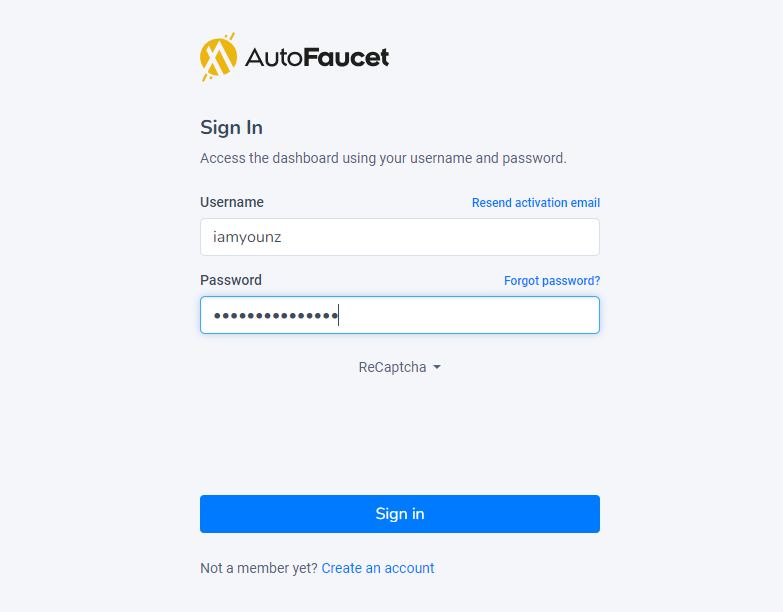 AutoFaucet
Sign In
Access the dashboard using your username and password.
Username Resend activation email
iamyounz
Password Forgot password?
•••••••••••••••
ReCaptcha
Sign in
Not a member yet? Create an account